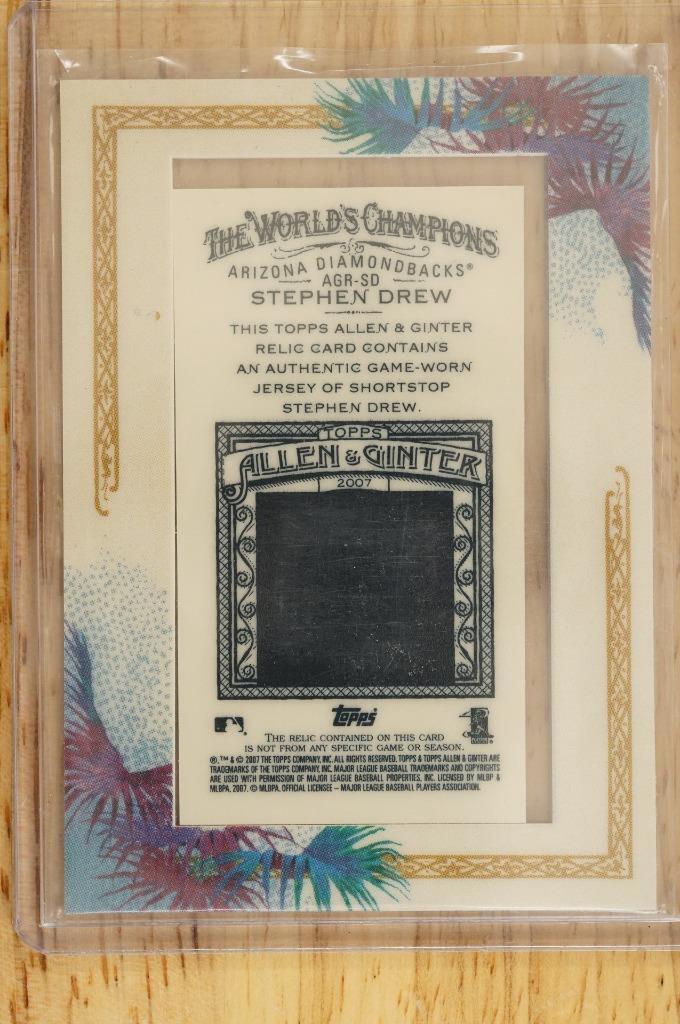 THE WORLD'S CHAMPIONS
ARIZONA DIAMONDBACKS®
AGR-SD
STEPHEN DREW
THIS TOPPS ALLEN & GINTER
RELIC CARD CONTAINS
AN AUTHENTIC GAME-WORN
JERSEY OF SHORTSTOP
STEPHEN DREW.
TOPPS
ALLEN & GINTER
2007
Topps
THE RELIC CONTAINED ON THIS CARD
IS NOT FROM ANY SPECIFIC GAME OR SEASON.
®,™ & © 2007 THE TOPPS COMPANY, INC. ALL RIGHTS RESERVED. TOPPS & TOPPS ALLEN & GINTER ARE
TRADEMARKS OF THE TOPPS COMPANY, INC. MAJOR LEAGUE BASEBALL TRADEMARKS AND COPYRIGHTS
ARE USED WITH PERMISSION OF MAJOR LEAGUE BASEBALL PROPERTIES, INC. LICENSED BY MLBP &
MLBPA, 2007. © MLBPA. OFFICIAL LICENSEE – MAJOR LEAGUE BASEBALL PLAYERS ASSOCIATION.